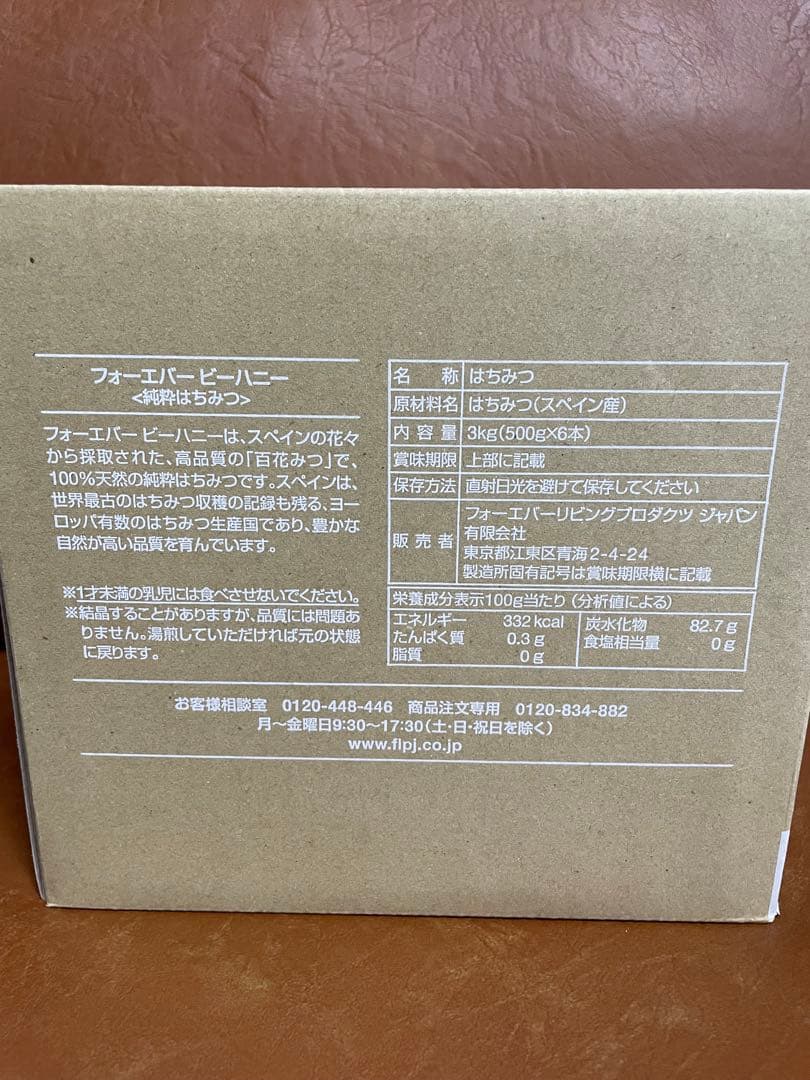 フォーエバー ビーハニー
<純粋はちみつ>
フォーエバー ビーハニーは、スペインの花々
から採取された、高品質の「百花みつ」で、
100%天然の純粋はちみつです。スペインは、
世界最古のはちみつ収穫の記録も残る、ヨー
ロッパ有数のはちみつ生産国であり、豊かな
自然が高い品質を育んでいます。
※1才未満の乳児には食べさせないでください。
※結晶することがありますが、品質には問題あ
りません。湯煎していただければ元の状態
に戻ります。
名 称 はちみつ
原材料名 はちみつ(スペイン産)
内 容 量 3kg(500g×6本)
賞味期限 上部に記載
保存方法 直射日光を避けて保存してください
販 売 者 フォーエバーリビングプロダクツ ジャパン
有限会社
東京都江東区青海2-4-24
製造所固有記号は賞味期限横に記載
栄養成分表示100g当たり (分析値による)
エネルギー 332kcal 炭水化物 82.7g
たんぱく質 0.3g 食塩相当量 0g
脂質 0g
お客様相談室 0120-448-446 商品注文専用 0120-834-882
月〜金曜日9:30〜17:30(土・日・祝日を除く)
www.flpj.co.jp